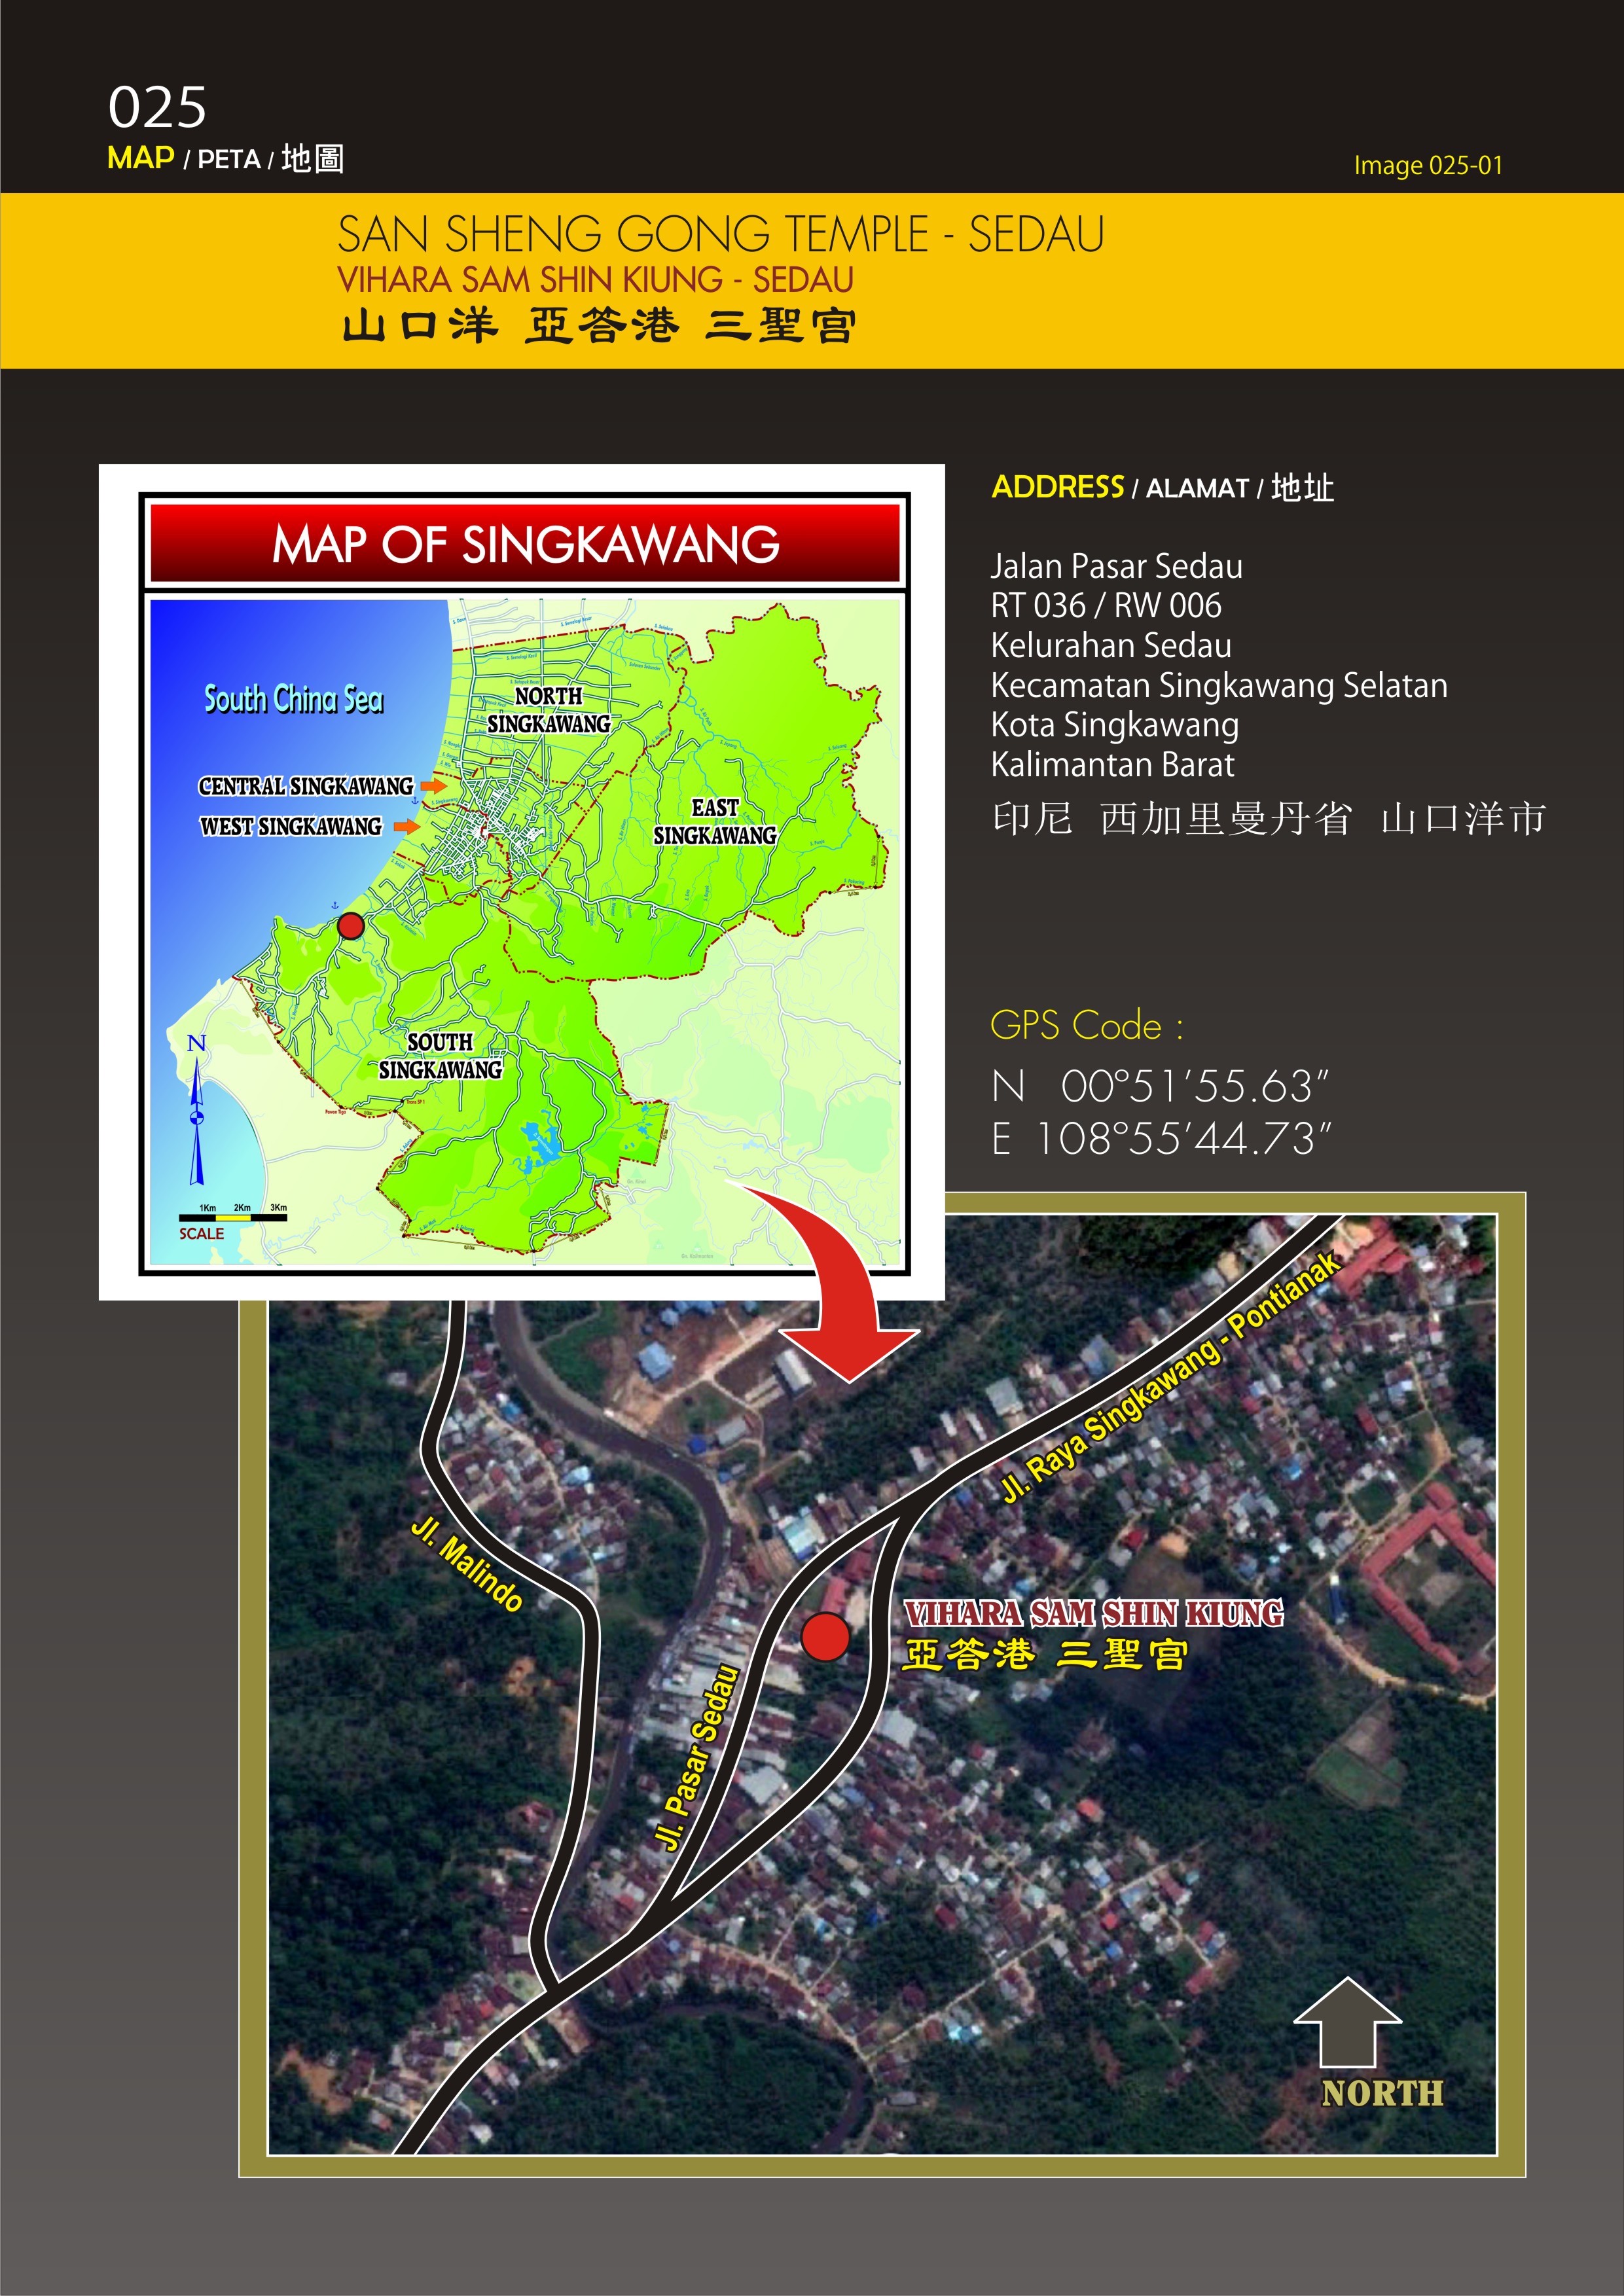 025
MAP / PETA / 地圖
Image 025-01
SAN SHENG GONG TEMPLE - SEDAU
VIHARA SAM SHIN KIUNG - SEDAU
山口洋 亞答港 三聖宮
MAP OF SINGKAWANG
South China Sea
NORTH
SINGKAWANG
CENTRAL SINGKAWANG
WEST SINGKAWANG
EAST
SINGKAWANG
SOUTH
SINGKAWANG
N
1Km 2Km 3Km
SCALE
ADDRESS / ALAMAT / 地址
Jalan Pasar Sedau
RT 036 / RW 006
Kelurahan Sedau
Kecamatan Singkawang Selatan
Kota Singkawang
Kalimantan Barat
印尼 西加里曼丹省 山口洋市
GPS Code :
N 00°51'55.63"
E 108°55'44.73"
Jl. Raya Singkawang - Pontianak
Jl. Malindo
VIHARA SAM SHIN KIUNG
亞答港 三聖宮
Jl. Pasar Sedau
NORTH